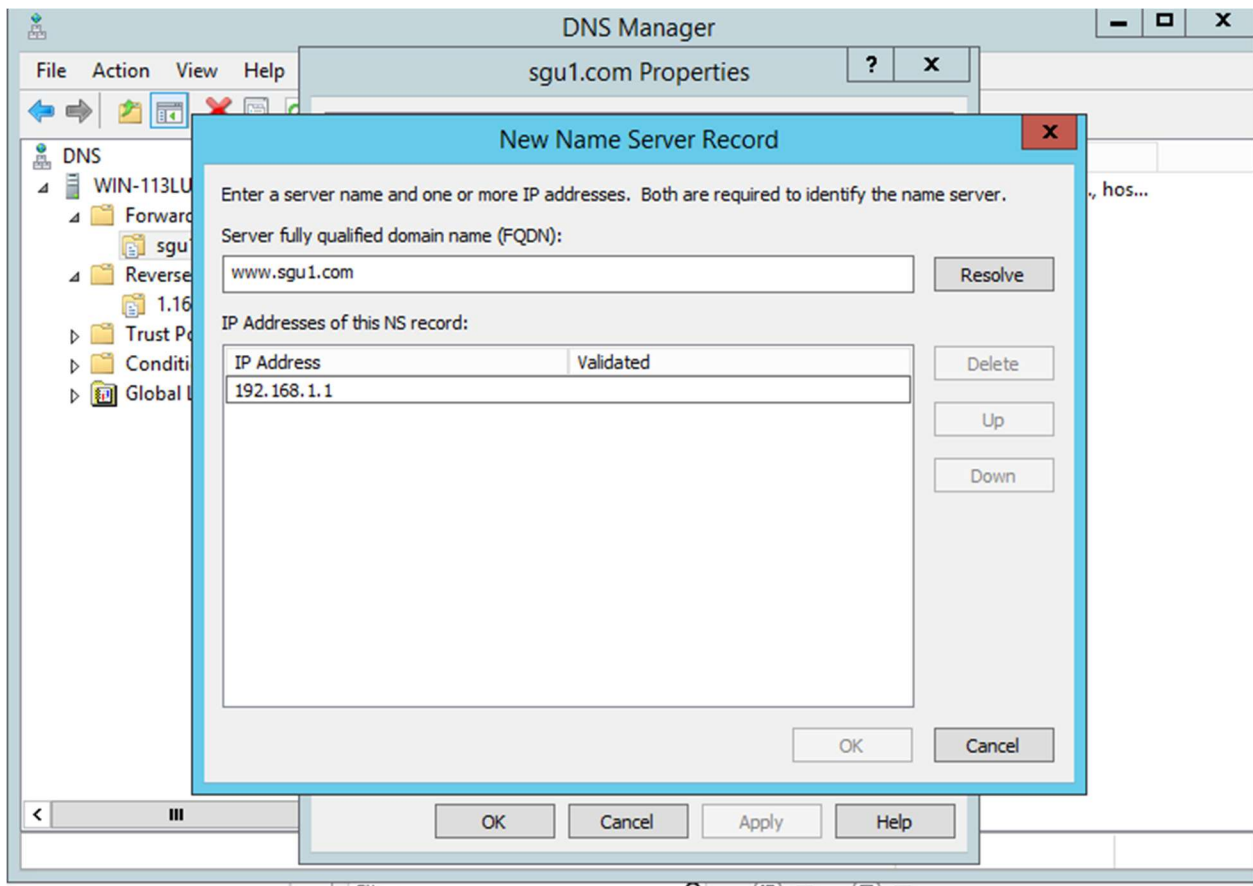 DNS Manager
File Action View Help
sgu1.com Properties
? x
New Name Server Record
x
DNS
WIN-113LU
Forward
sgu
Reverse
1.16
Trust Po
Conditi
Global L
, hos...
Enter a server name and one or more IP addresses. Both are required to identify the name server.
Server fully qualified domain name (FQDN):
www.sgu1.com
Resolve
IP Addresses of this NS record:
IP Address Validated
192.168.1.1
Delete
Up
Down
OK Cancel
OK Cancel Apply Help